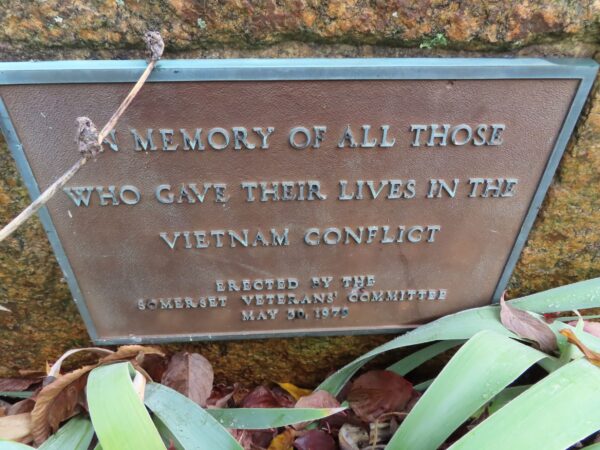 IN MEMORY OF ALL THOSE
WHO GAVE THEIR LIVES IN THE
VIETNAM CONFLICT
ERECTED BY THE
SOMERSET VETERANS' COMMITTEE
MAY 30, 1975